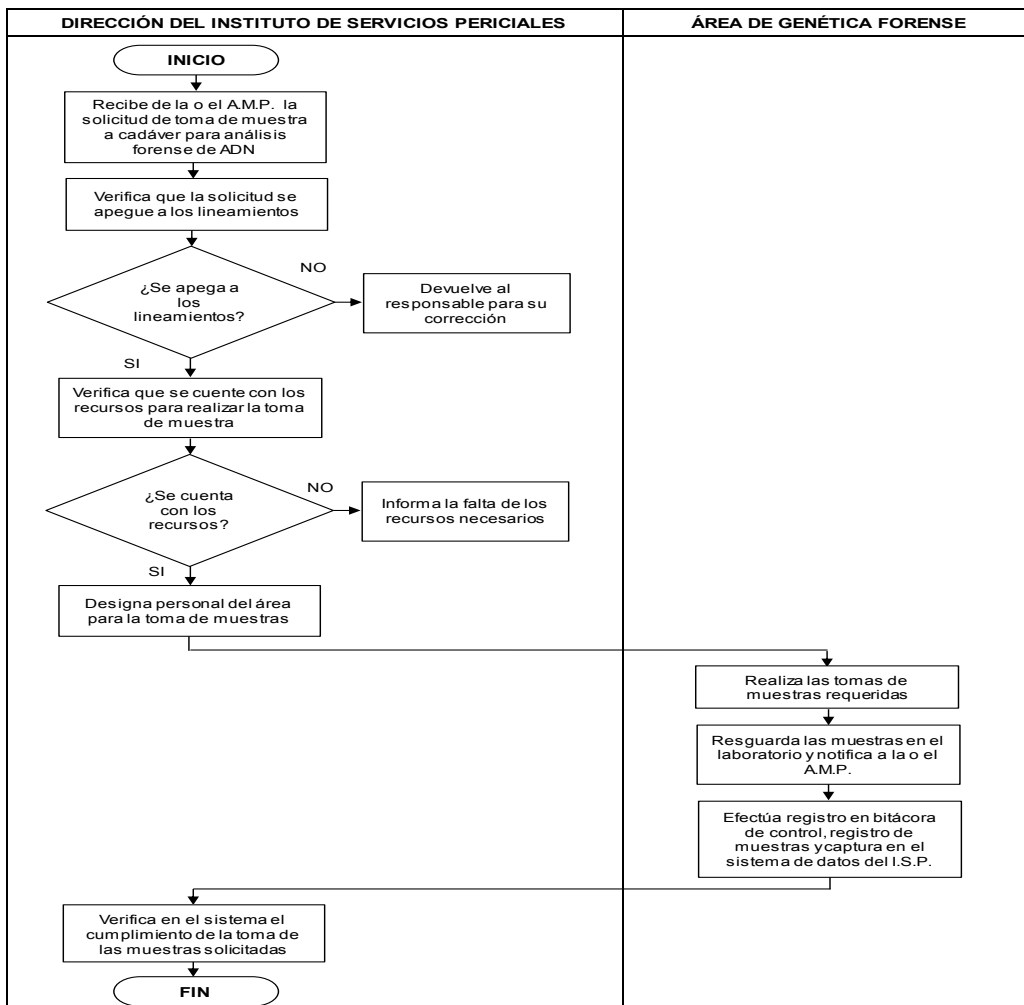 DIRECCIÓN DEL INSTITUTO DE SERVICIOS PERICIALES
ÁREA DE GENÉTICA FORENSE
INICIO
Recibe de la o el A.M.P. la
solicitud de toma de muestra
a cadáver para análisis
forense de ADN
Verifica que la solicitud se
apegue a los lineamientos
¿Se apega a
los
lineamientos?
NO
Devuelve al
responsable para su
corrección
SI
Verifica que se cuente con los
recursos para realizar la toma
de muestra
¿Se cuenta
con los
recursos?
NO
Informa la falta de los
recursos necesarios
SI
Designa personal del área
para la toma de muestras
Realiza las tomas de
muestras requeridas
Resguarda las muestras en el
laboratorio y notifica a la o el
A.M.P.
Efectúa registro en bitácora
de control, registro de
muestras y captura en el
sistema de datos del I.S.P.
Verifica en el sistema el
cumplimiento de la toma de
las muestras solicitadas
FIN